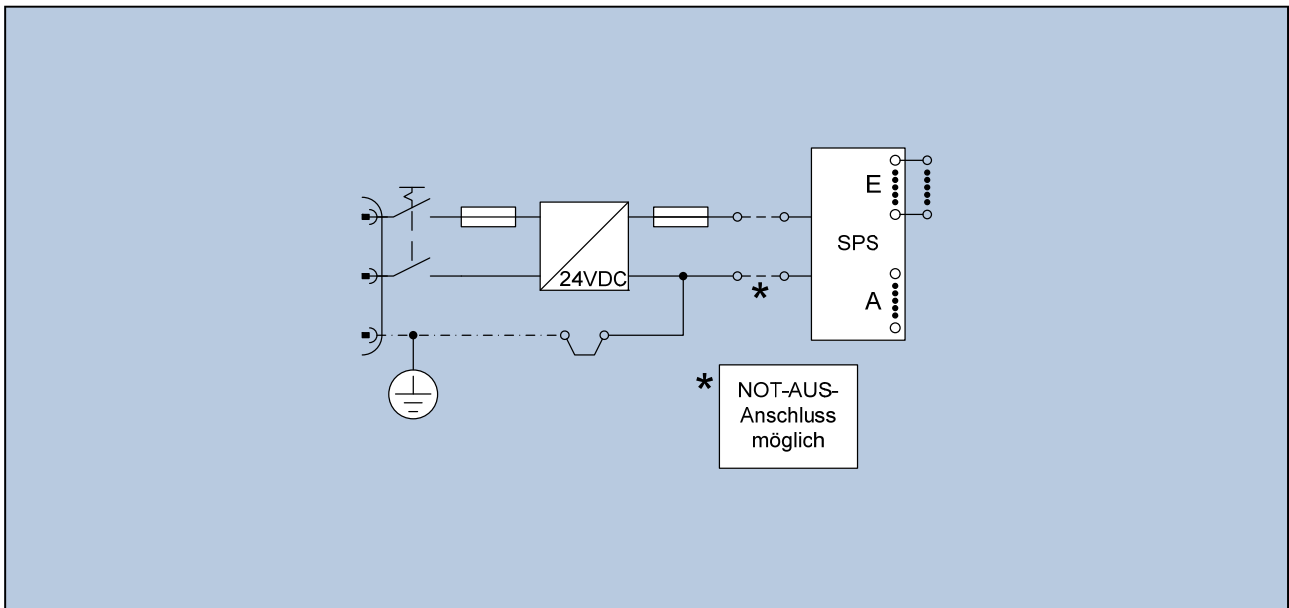 E
SPS
24VDC
A
*
* NOT-AUS-
Anschluss
möglich